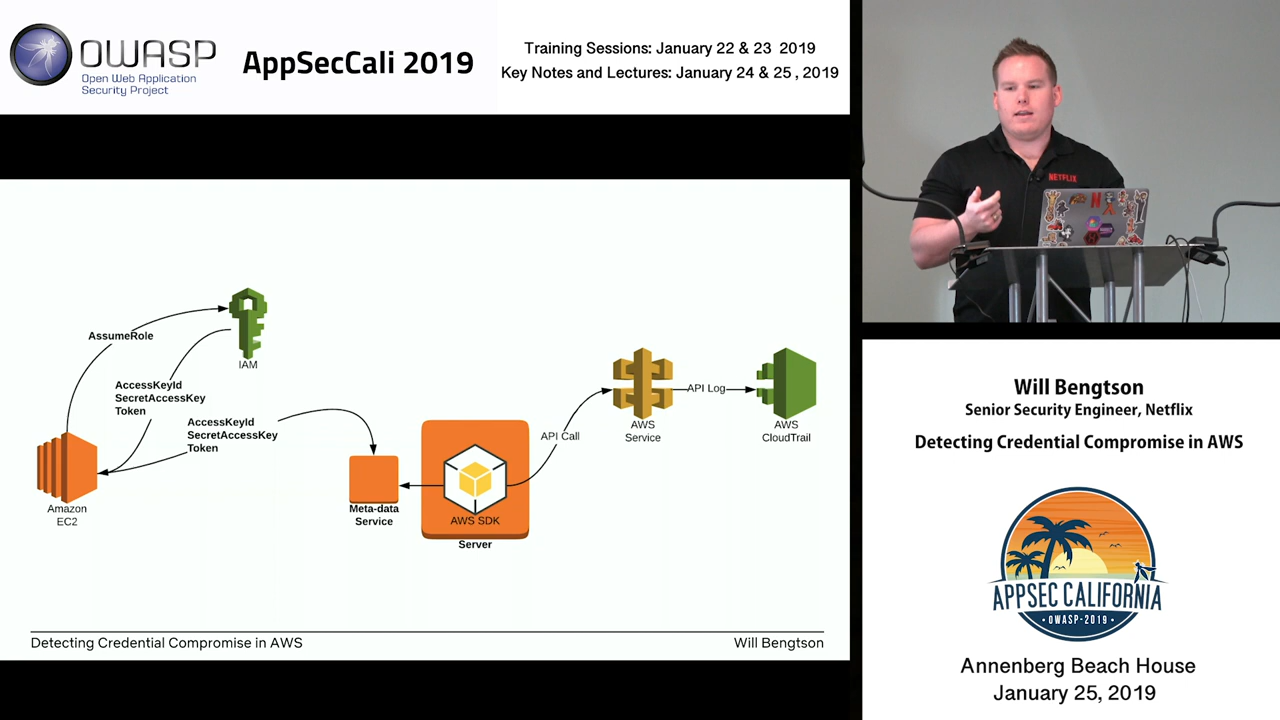 OWASP
Open Web Application
Security Project
AppSecCali 2019
Training Sessions: January 22 & 23 2019
Key Notes and Lectures: January 24 & 25 , 2019
NETFLIX
AssumeRole
IAM
AccessKeyId
SecretAccessKey
Token
AccessKeyId
SecretAccessKey
Token
Amazon
EC2
Meta-data
Service
AWS SDK
Server
API Call
AWS
Service
API Log
AWS
CloudTrail
Detecting Credential Compromise in AWS
Will Bengtson
Will Bengtson
Senior Security Engineer, Netflix
Detecting Credential Compromise in AWS
APPSEC CALIFORNIA
• OWASP-2019 •
Annenberg Beach House
January 25, 2019